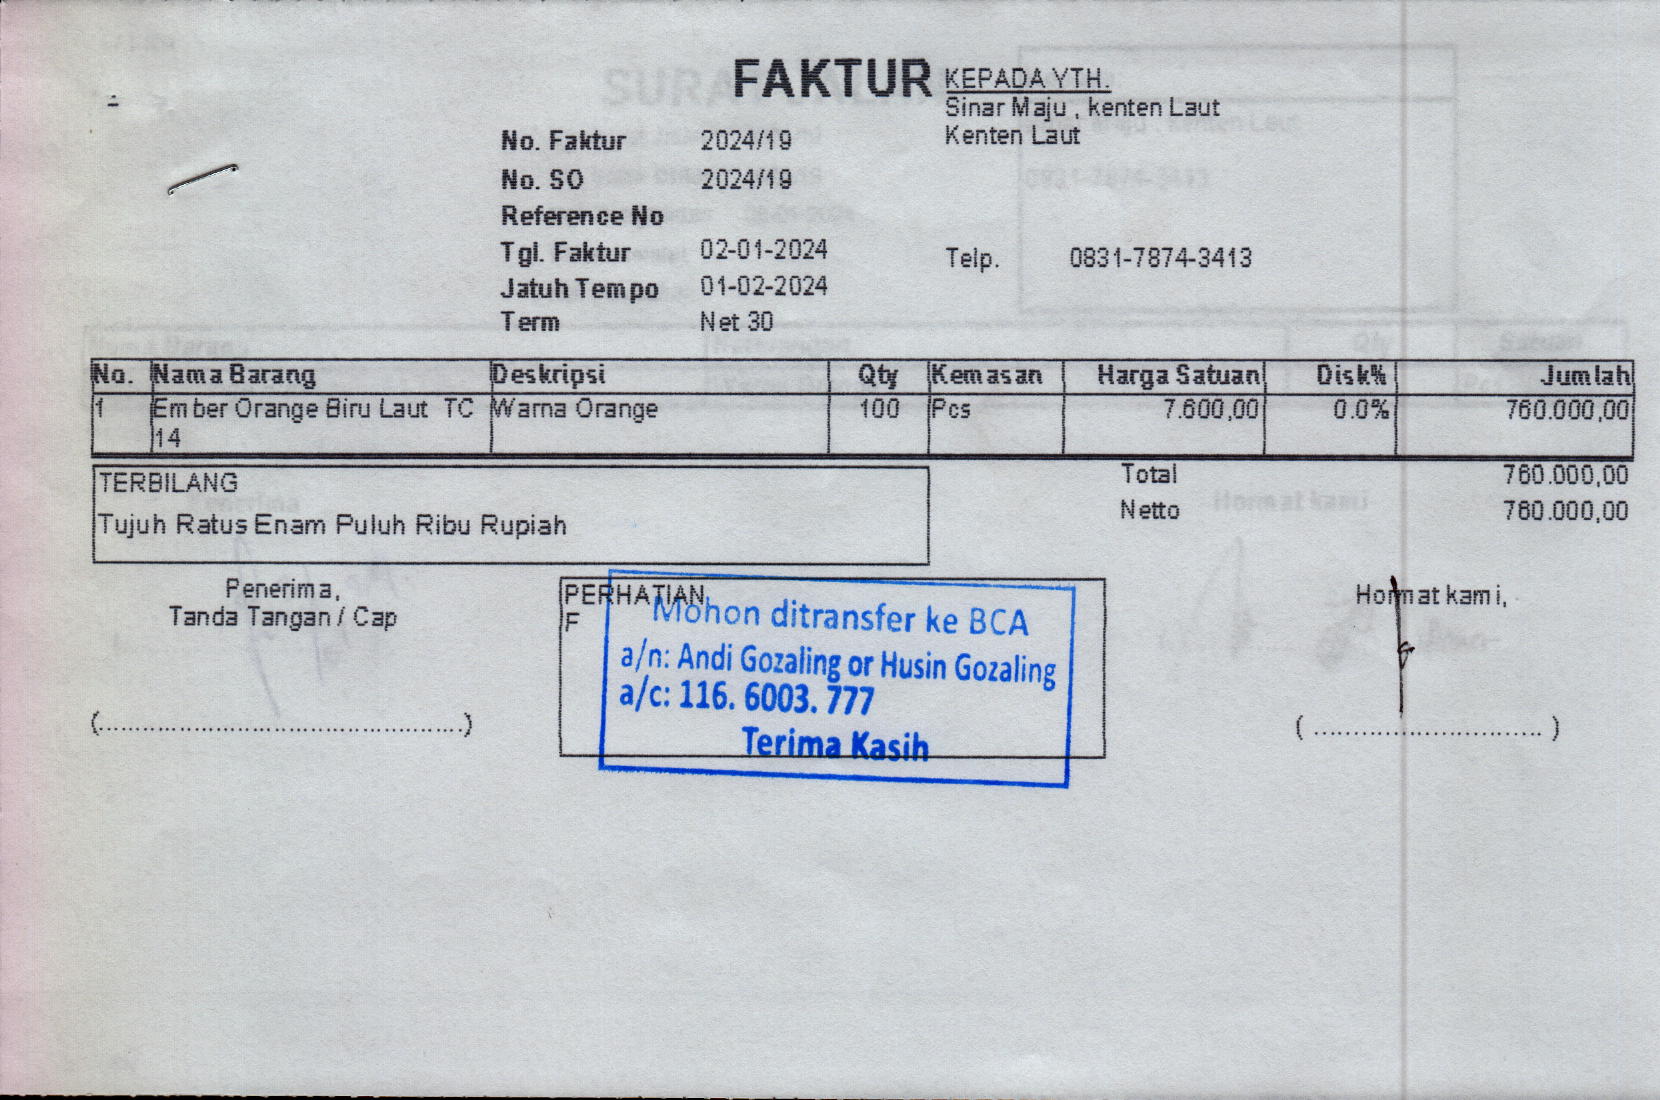 FAKTUR
KEPADA YTH.
Sinar Maju , kenten Laut
Kenten Laut
No. Faktur 2024/19
No. SO 2024/19
Reference No
Tgl. Faktur 02-01-2024
Telp. 0831-7874-3413
Jatuh Tempo 01-02-2024
Term Net 30
No. Nama Barang Deskripsi Qty Kemasan Harga Satuan Disk% Jumlah
1 Ember Orange Biru Laut TC Warna Orange 100 Pcs 7.600,00 0.0% 760.000,00
14
TERBILANG
Tujuh Ratus Enam Puluh Ribu Rupiah
Total 760.000,00
Netto 760.000,00
Penerima,
Tanda Tangan / Cap
(..............................................)
PERHATIAN
F
Mohon ditransfer ke BCA
a/n: Andi Gozaling or Husin Gozaling
a/c: 116. 6003. 777
Terima Kasih
Hormat kami,
( ............................. )